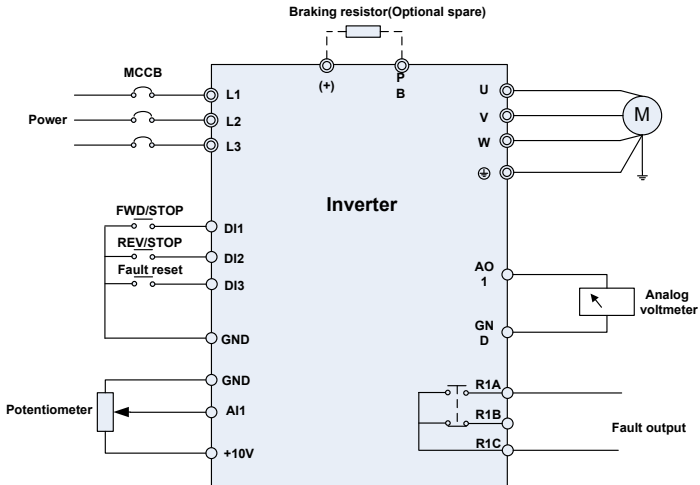 Braking resistor(Optional spare)
MCCB
(+)
P
B
L1
Power
L2
L3
U
V
M
W
Inverter
FWD/STOP
DI1
REV/STOP
DI2
Fault reset
DI3
GND
AO
1
Analog
voltmeter
GN
D
GND
Potentiometer
AI1
+10V
R1A
R1B
Fault output
R1C